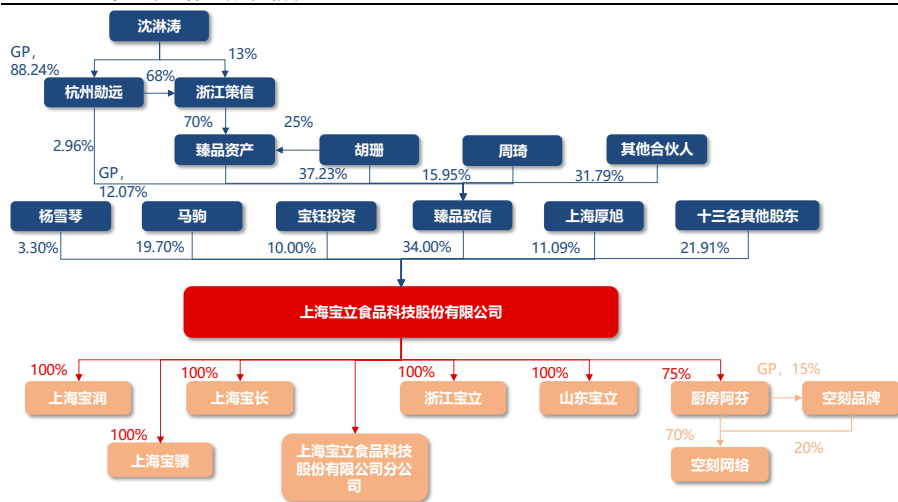 沈淋涛
GP，
88.24%
13%
68%
杭州勋远
浙江策信
70%
25%
2.96%
臻品资产
胡珊
周琦
其他合伙人
GP，
12.07%
37.23%
15.95%
31.79%
杨雪琴
马驹
宝钰投资
臻品致信
上海厚旭
十三名其他股东
3.30%
19.70%
10.00%
34.00%
11.09%
21.91%
上海宝立食品科技股份有限公司
100%
100%
100%
100%
75%
GP，15%
上海宝润
上海宝长
浙江宝立
山东宝立
厨房阿芬
空刻品牌
100%
70%
20%
上海宝骥
上海宝立食品科技
股份有限公司分公
司
空刻网络